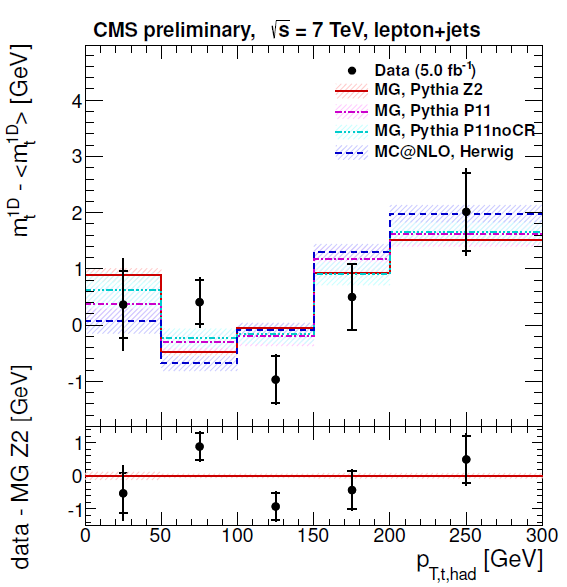 CMS preliminary, √s = 7 TeV, lepton+jets
m_t^1D - <m_t^1D> [GeV]
4
3
2
1
0
-1
Data (5.0 fb⁻¹)
MG, Pythia Z2
MG, Pythia P11
MG, Pythia P11noCR
MC@NLO, Herwig
data - MG Z2 [GeV]
1
0
-1
0 50 100 150 200 250 300
p_T,t,had [GeV]